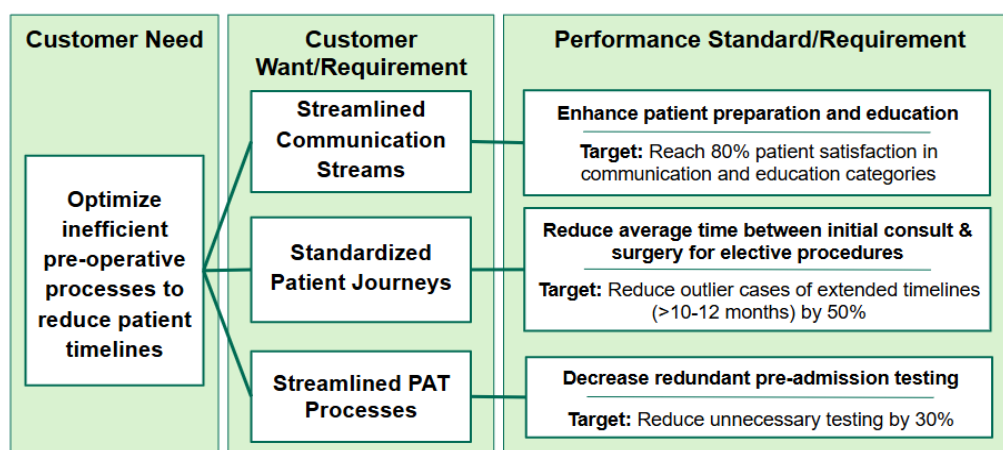 Customer Need
Optimize
inefficient
pre-operative
processes to
reduce patient
timelines
Customer
Want/Requirement
Streamlined
Communication
Streams
Standardized
Patient Journeys
Streamlined PAT
Processes
Performance Standard/Requirement
Enhance patient preparation and education
Target: Reach 80% patient satisfaction in
communication and education categories
Reduce average time between initial consult &
surgery for elective procedures
Target: Reduce outlier cases of extended timelines
(>10-12 months) by 50%
Decrease redundant pre-admission testing
Target: Reduce unnecessary testing by 30%